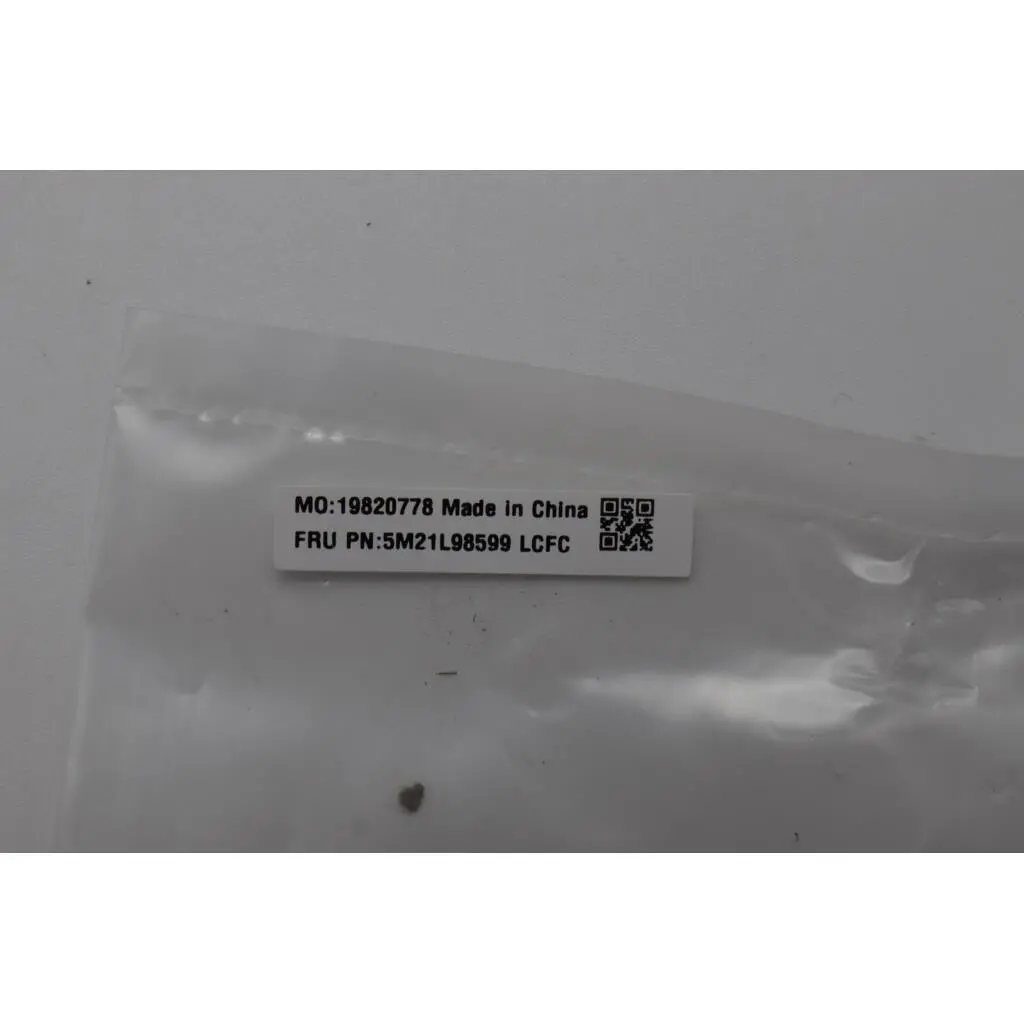 MO:19820778 Made in China
FRU PN:5M21L98599 LCFC